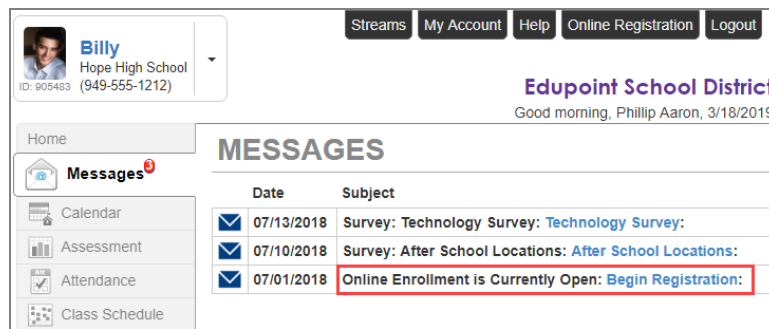 Streams My Account Help Online Registration Logout
Billy
Hope High School
ID: 905483 (949-555-1212)
Edupoint School District
Good morning, Phillip Aaron, 3/18/2019
Home
Messages 3
Calendar
Assessment
Attendance
Class Schedule
MESSAGES
Date Subject
07/13/2018 Survey: Technology Survey: Technology Survey:
07/10/2018 Survey: After School Locations: After School Locations:
07/01/2018 Online Enrollment is Currently Open: Begin Registration: